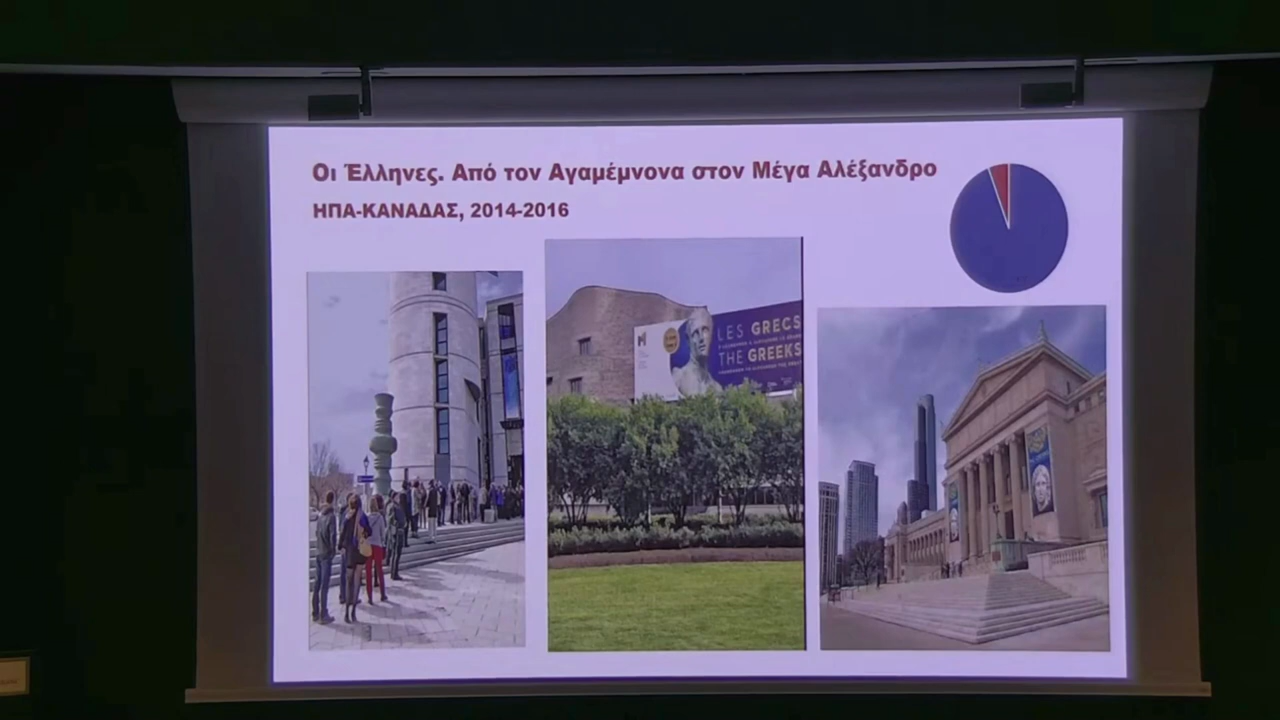 Οι Έλληνες. Από τον Αγαμέμνονα στον Μέγα Αλέξανδρο
ΗΠΑ-ΚΑΝΑΔΑΣ, 2014-2016
LES GRECS
THE GREEKS